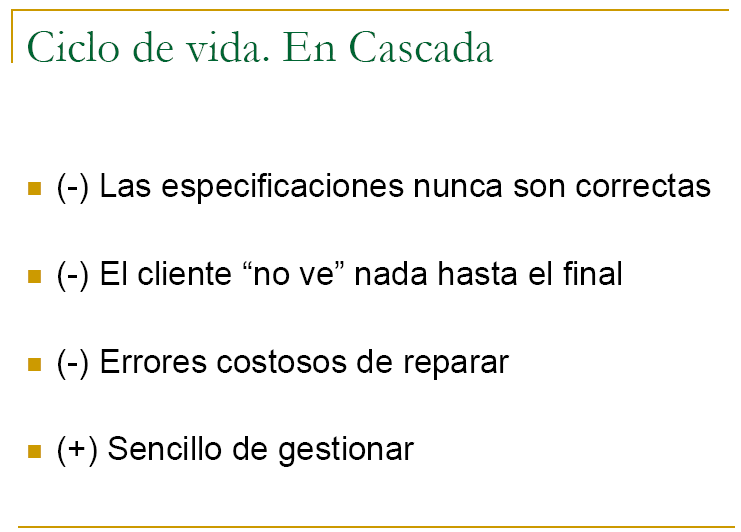 Ciclo de vida. En Cascada
(-) Las especificaciones nunca son correctas
(-) El cliente “no ve” nada hasta el final
(-) Errores costosos de reparar
(+) Sencillo de gestionar